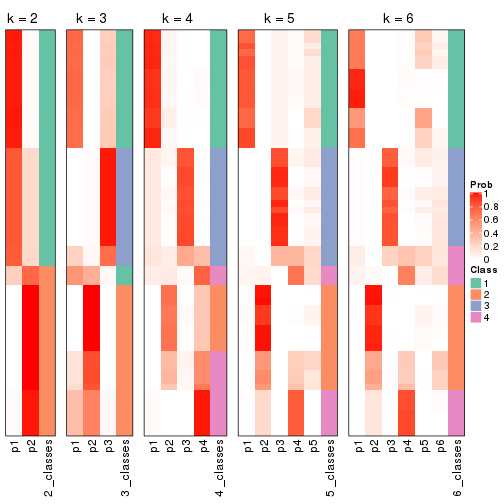 k = 2
k = 3
k = 4
k = 5
k = 6
Prob
1
0.8
0.6
0.4
0.2
0
Class
1
2
3
4
p1
p2
2_classes
p1
p2
p3
3_classes
p1
p2
p3
p4
4_classes
p1
p2
p3
p4
p5
5_classes
p1
p2
p3
p4
p5
p6
6_classes